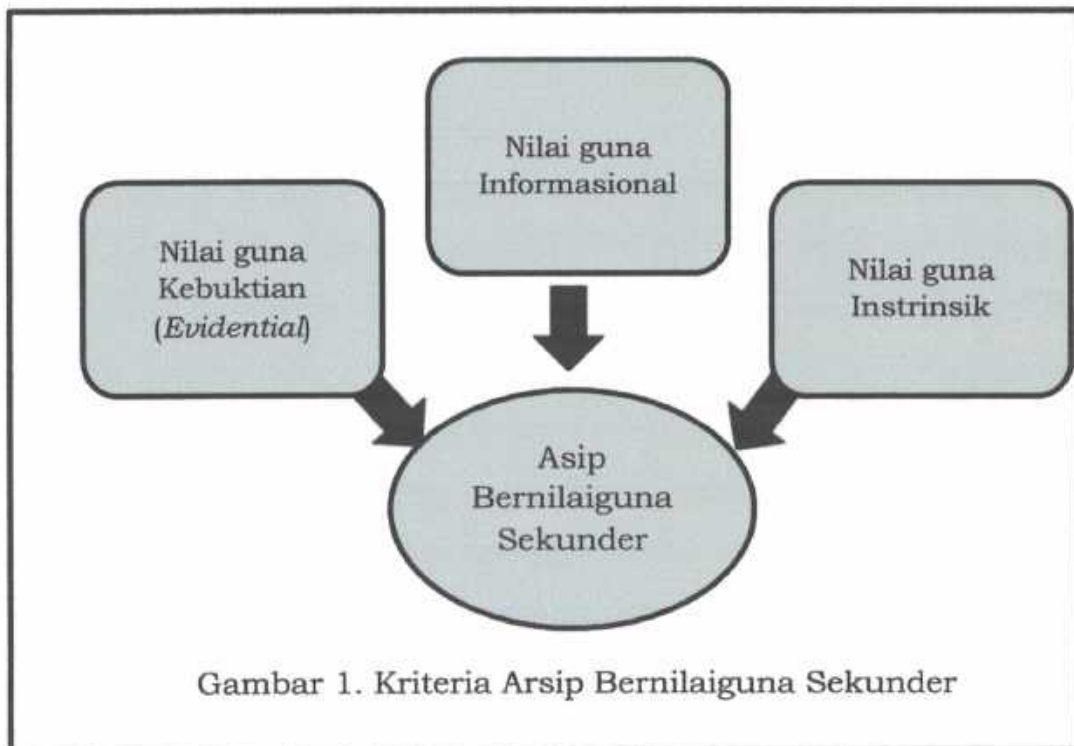 Nilai guna
Informasional
Nilai guna
Kebuktian
(Evidential)
Nilai guna
Instrinsik
Asip
Bernilaiguna
Sekunder
Gambar 1. Kriteria Arsip Bernilaiguna Sekunder